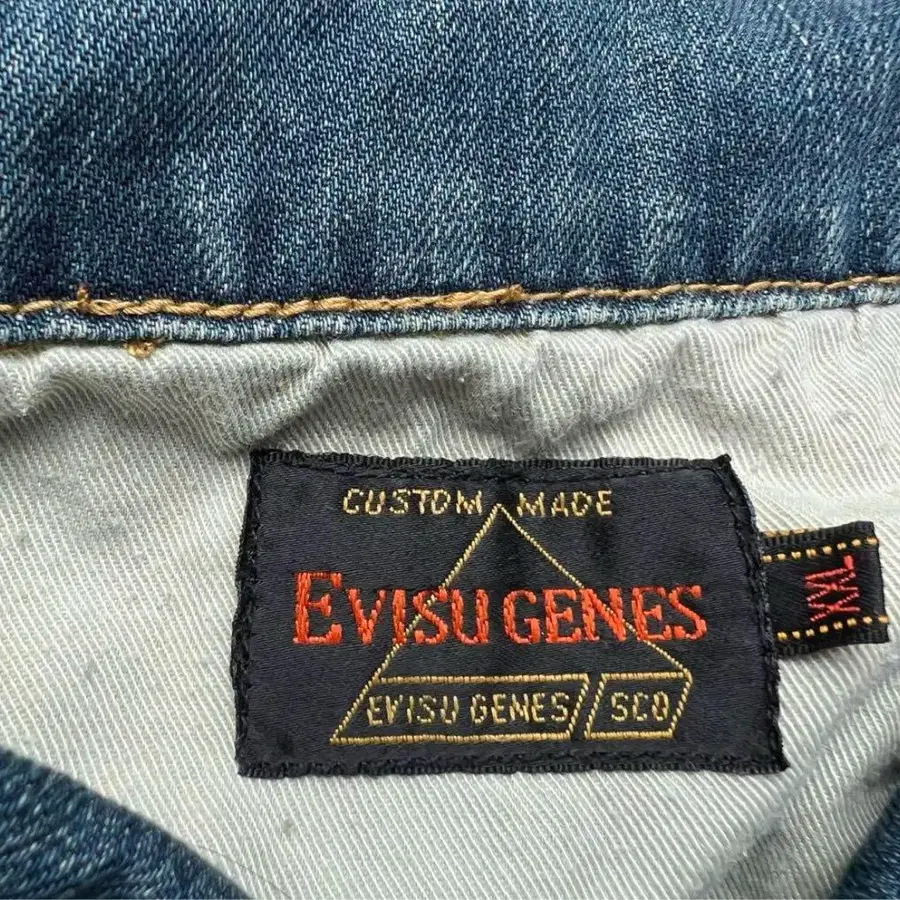 CUSTOM MADE
EVISU GENES
EVISU GENES SCO
XXL